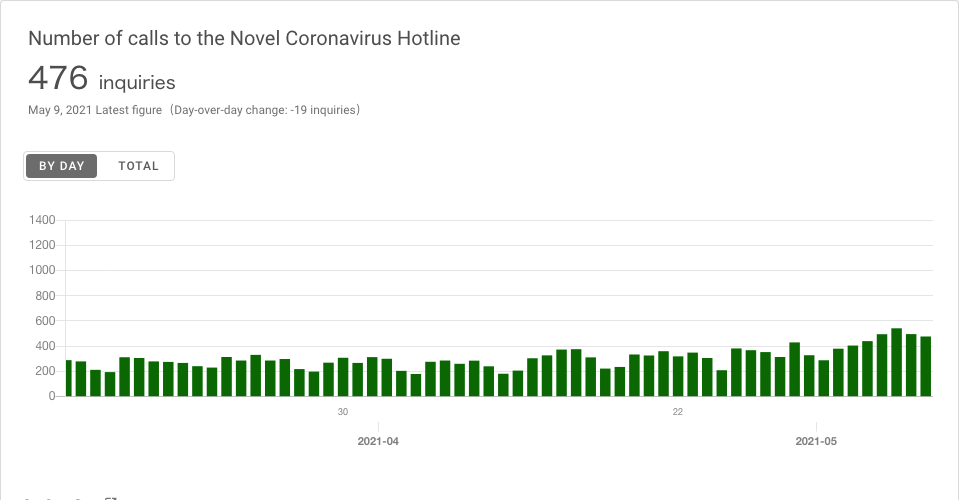 Number of calls to the Novel Coronavirus Hotline
476 inquiries
May 9, 2021 Latest figure（Day-over-day change: -19 inquiries）
BY DAY TOTAL
1400
1200
1000
800
600
400
200
0
30 22
2021-04 2021-05